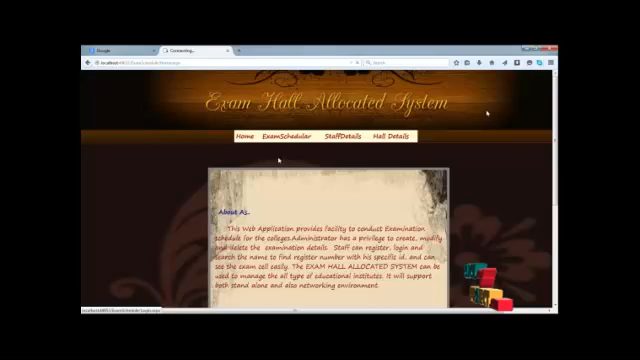 Google
Connecting...
Search
Exam Hall Allocated System
Home ExamSchedular StaffDetails Hall Details
About As..
This Web Application provides facility to conduct Examination
schedule for the colleges.Administrator has a privilege to create, modify
and delete the examination details. Staff can register, login and
search the name to find register number with his specific id, and can
see the exam cell easily. The EXAM HALL ALLOCATED SYSTEM can be
used to manage the all type of educational institutes. It will support
both stand alone and also networking environment.